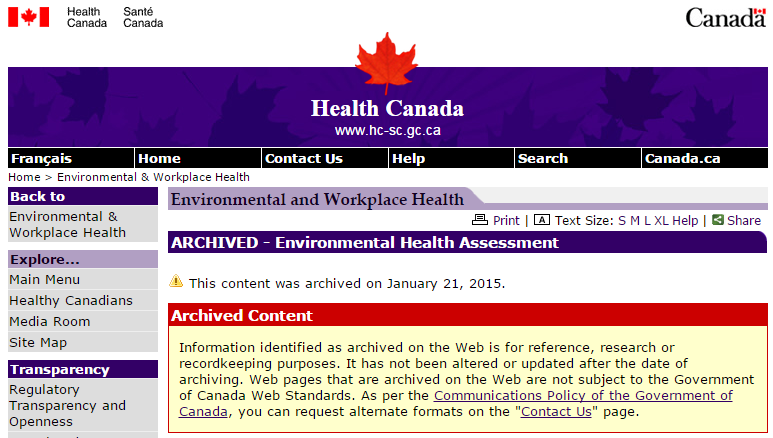 Health Canada
Santé Canada
Canada
Health Canada
www.hc-sc.gc.ca
Français Home Contact Us Help Search Canada.ca
Home > Environmental & Workplace Health
Back to
Environmental &
Workplace Health
Explore...
Main Menu
Healthy Canadians
Media Room
Site Map
Transparency
Regulatory
Transparency and
Openness
Environmental and Workplace Health
Print | A Text Size: S M L XL Help | Share
ARCHIVED - Environmental Health Assessment
This content was archived on January 21, 2015.
Archived Content
Information identified as archived on the Web is for reference, research or
recordkeeping purposes. It has not been altered or updated after the date of
archiving. Web pages that are archived on the Web are not subject to the Government
of Canada Web Standards. As per the Communications Policy of the Government of
Canada, you can request alternate formats on the "Contact Us" page.